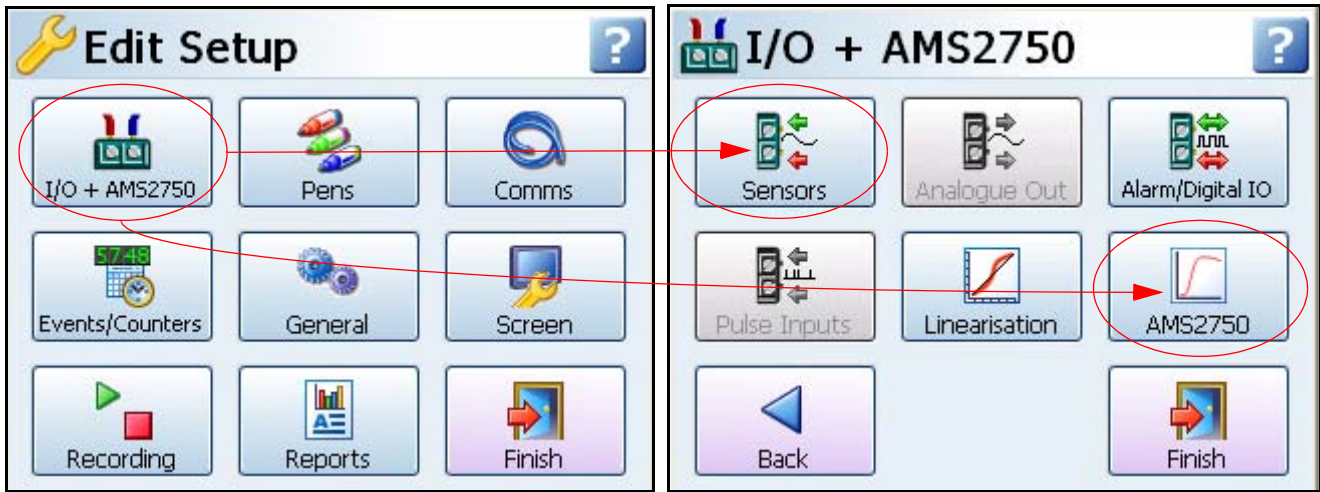 Edit Setup
?
I/O + AMS2750
Pens
Comms
57:48
Events/Counters
General
Screen
A
Recording
Reports
Finish
I/O + AMS2750
?
Sensors
Analogue Out
Alarm/Digital IO
Pulse Inputs
Linearisation
AMS2750
Back
Finish